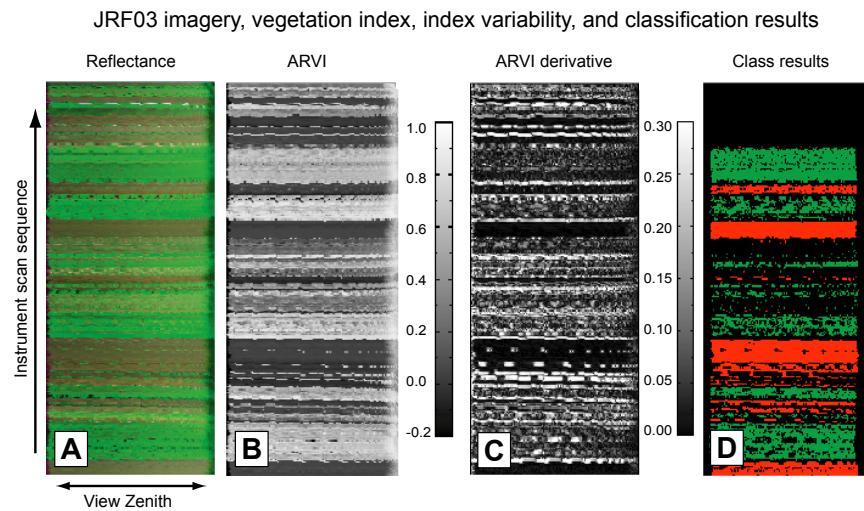 JRF03 imagery, vegetation index, index variability, and classification results
Reflectance
ARVI
ARVI derivative
Class results
Instrument scan sequence
1.0
0.8
0.6
0.4
0.2
0.0
-0.2
0.30
0.25
0.20
0.15
0.10
0.05
0.00
A
B
C
D
View Zenith